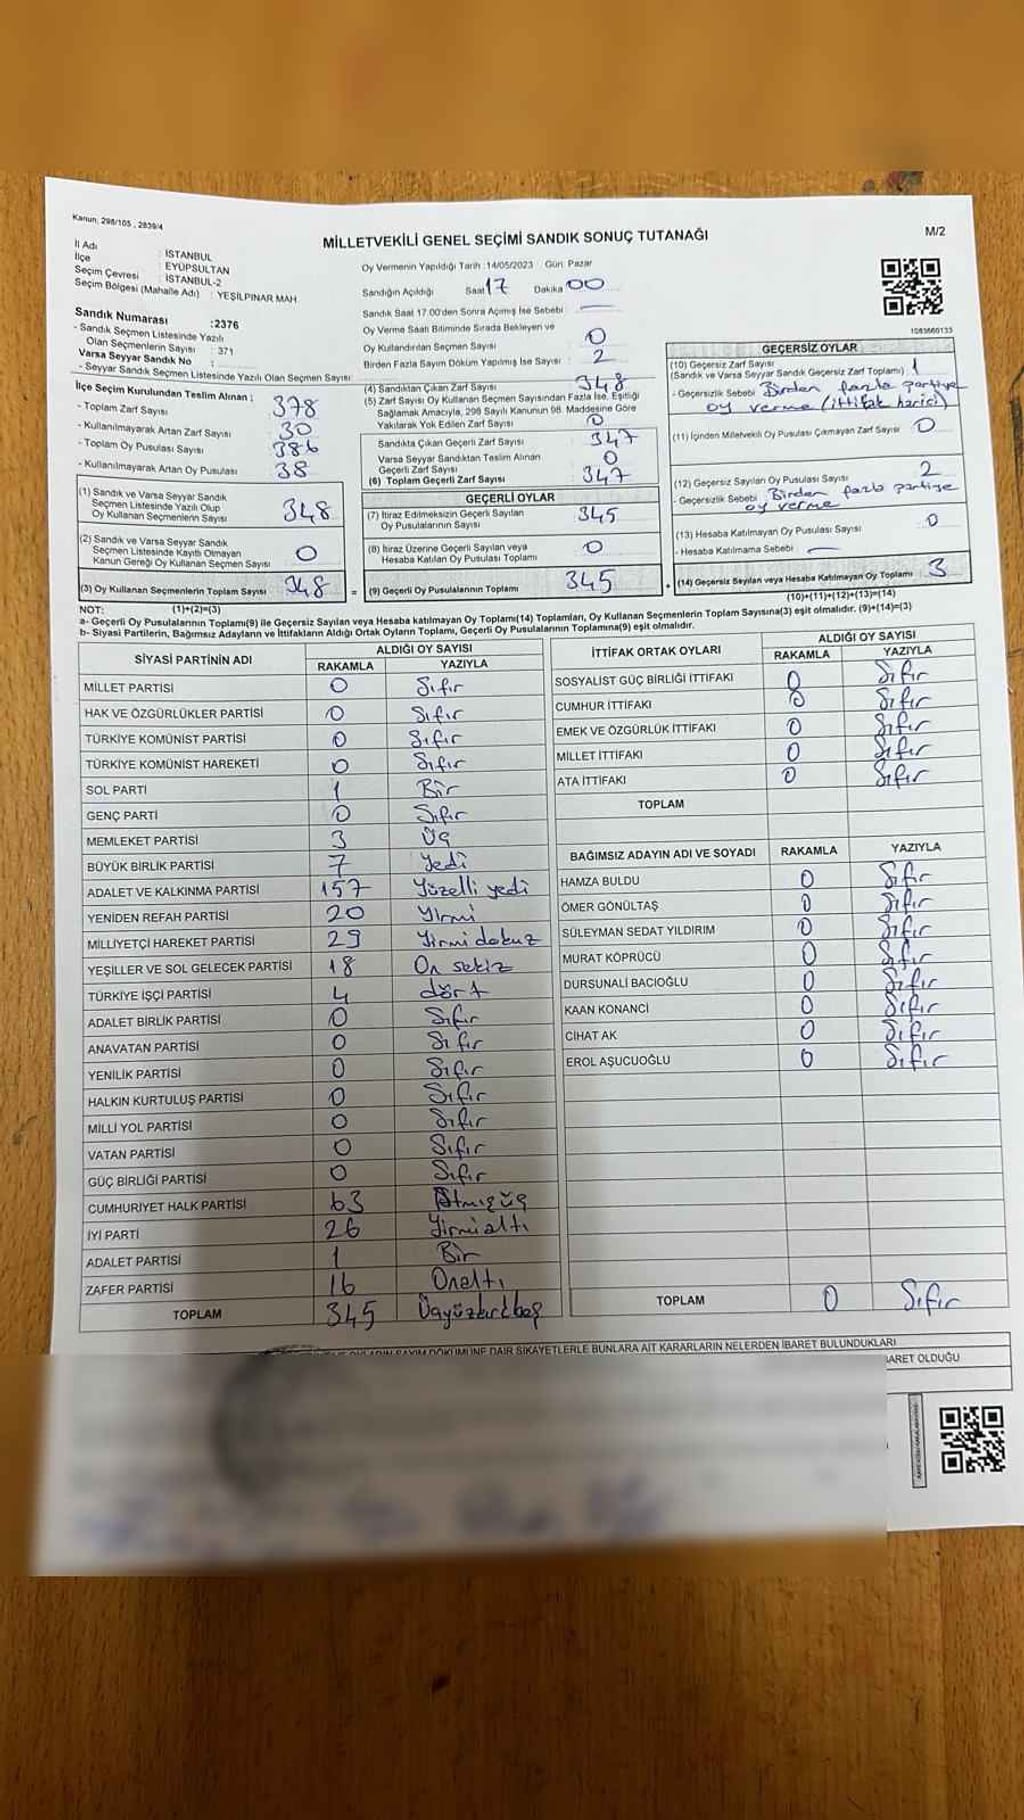 Kanun: 298/105 , 2839/4
MİLLETVEKİLİ GENEL SEÇİMİ SANDIK SONUÇ TUTANAĞI
M/2
İl Adı : İSTANBUL
İlçe : EYÜPSULTAN
Seçim Çevresi : İSTANBUL-2
Seçim Bölgesi (Mahalle Adı) : YEŞİLPINAR MAH.
Sandık Numarası :2376
- Sandık Seçmen Listesinde Yazılı
Olan Seçmenlerin Sayısı : 371
Varsa Seyyar Sandık No :
- Seyyar Sandık Seçmen Listesinde Yazılı Olan Seçmen Sayısı
İlçe Seçim Kurulundan Teslim Alınan :
- Toplam Zarf Sayısı 378
- Kullanılmayarak Artan Zarf Sayısı 30
- Toplam Oy Pusulası Sayısı 386
- Kullanılmayarak Artan Oy Pusulası 38
(1) Sandık ve Varsa Seyyar Sandık
Seçmen Listesinde Yazılı Olup
Oy Kullanan Seçmenlerin Sayısı 348
(2) Sandık ve Varsa Seyyar Sandık
Seçmen Listesinde Kayıtlı Olmayan
Kanun Gereği Oy Kullanan Seçmen Sayısı 0
(3) Oy Kullanan Seçmenlerin Toplam Sayısı 348
Oy Vermenin Yapıldığı Tarih :14/05/2023 Gün: Pazar
Sandığın Açıldığı Saat 17 Dakika 00
Sandık Saat 17.00'den Sonra Açılmış İse Sebebi
Oy Verme Saati Bitiminde Sırada Bekleyen ve
Oy Kullandırılan Seçmen Sayısı 0
Birden Fazla Sayım Döküm Yapılmış İse Sayısı 2
(4) Sandıktan Çıkan Zarf Sayısı 348
(5) Zarf Sayısı Oy Kullanan Seçmen Sayısından Fazla İse, Eşitliği
Sağlamak Amacıyla, 298 Sayılı Kanunun 98. Maddesine Göre
Yakılarak Yok Edilen Zarf Sayısı 0
Sandıkta Çıkan Geçerli Zarf Sayısı 347
Varsa Seyyar Sandıktan Teslim Alınan
Geçerli Zarf Sayısı 0
(6) Toplam Geçerli Zarf Sayısı 347
GEÇERLİ OYLAR
(7) İtiraz Edilmeksizin Geçerli Sayılan
Oy Pusulalarının Sayısı 345
(8) İtiraz Üzerine Geçerli Sayılan veya
Hesaba Katılan Oy Pusulası Toplamı 0
= (9) Geçerli Oy Pusulalarının Toplamı 345
1083660133
GEÇERSİZ OYLAR
(10) Geçersiz Zarf Sayısı
(Sandık ve Varsa Seyyar Sandık Geçersiz Zarf Toplamı) 1
- Geçersizlik Sebebi Birden fazla partiye
oy verme (ittifak harici)
(11) İçinden Milletvekili Oy Pusulası Çıkmayan Zarf Sayısı 0
(12) Geçersiz Sayılan Oy Pusulası Sayısı 2
- Geçersizlik Sebebi Birden fazla partiye
oy verme
(13) Hesaba Katılmayan Oy Pusulası Sayısı 0
- Hesaba Katılmama Sebebi
+ (14) Geçersiz Sayılan veya Hesaba Katılmayan Oy Toplamı 3
NOT: (1)+(2)=(3)
(10)+(11)+(12)+(13)=(14)
a- Geçerli Oy Pusulalarının Toplamı(9) ile Geçersiz Sayılan veya Hesaba katılmayan Oy Toplamı(14) Toplamları, Oy Kullanan Seçmenlerin Toplam Sayısına(3) eşit olmalıdır. (9)+(14)=(3)
b- Siyasi Partilerin, Bağımsız Adayların ve İttifakların Aldığı Ortak Oyların Toplamı, Geçerli Oy Pusulalarının Toplamına(9) eşit olmalıdır.
SİYASİ PARTİNİN ADI ALDIĞI OY SAYISI
RAKAMLA YAZIYLA
MİLLET PARTİSİ 0 Sıfır
HAK VE ÖZGÜRLÜKLER PARTİSİ 0 Sıfır
TÜRKİYE KOMÜNİST PARTİSİ 0 Sıfır
TÜRKİYE KOMÜNİST HAREKETİ 0 Sıfır
SOL PARTİ 1 Bir
GENÇ PARTİ 0 Sıfır
MEMLEKET PARTİSİ 3 Üç
BÜYÜK BİRLİK PARTİSİ 7 Yedi
ADALET VE KALKINMA PARTİSİ 157 Yüzelli yedi
YENİDEN REFAH PARTİSİ 20 Yirmi
MİLLİYETÇİ HAREKET PARTİSİ 29 Yirmi dokuz
YEŞİLLER VE SOL GELECEK PARTİSİ 18 On sekiz
TÜRKİYE İŞÇİ PARTİSİ 4 dört
ADALET BİRLİK PARTİSİ 0 Sıfır
ANAVATAN PARTİSİ 0 Sıfır
YENİLİK PARTİSİ 0 Sıfır
HALKIN KURTULUŞ PARTİSİ 0 Sıfır
MİLLİ YOL PARTİSİ 0 Sıfır
VATAN PARTİSİ 0 Sıfır
GÜÇ BİRLİĞİ PARTİSİ 0 Sıfır
CUMHURİYET HALK PARTİSİ 63 Atmışüç
İYİ PARTİ 26 Yirmialtı
ADALET PARTİSİ 1 Bir
ZAFER PARTİSİ 16 Onaltı
TOPLAM 345 Üçyüzkırkbeş
İTTİFAK ORTAK OYLARI ALDIĞI OY SAYISI
RAKAMLA YAZIYLA
SOSYALİST GÜÇ BİRLİĞİ İTTİFAKI 0 Sıfır
CUMHUR İTTİFAKI 0 Sıfır
EMEK VE ÖZGÜRLÜK İTTİFAKI 0 Sıfır
MİLLET İTTİFAKI 0 Sıfır
ATA İTTİFAKI 0 Sıfır
TOPLAM
BAĞIMSIZ ADAYIN ADI VE SOYADI RAKAMLA YAZIYLA
HAMZA BULDU 0 Sıfır
ÖMER GÖNÜLTAŞ 0 Sıfır
SÜLEYMAN SEDAT YILDIRIM 0 Sıfır
MURAT KÖPRÜCÜ 0 Sıfır
DURSUNALİ BACIOĞLU 0 Sıfır
KAAN KONANCİ 0 Sıfır
CİHAT AK 0 Sıfır
EROL AŞUCUOĞLU 0 Sıfır
TOPLAM 0 Sıfır
OYLARIN SAYIM DÖKÜMÜNE DAİR ŞİKAYETLERLE BUNLARA AİT KARARLARIN NELERDEN İBARET BULUNDUKLARI
BARET OLDUĞU